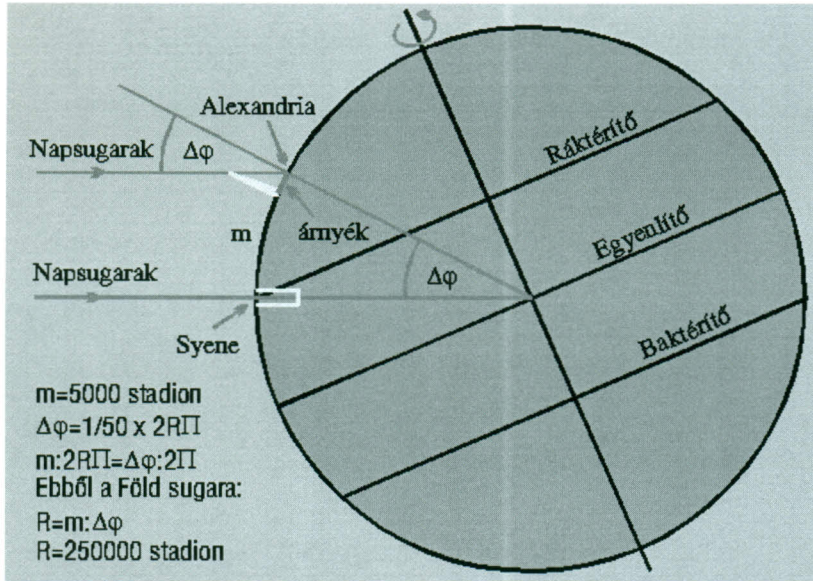 Alexandria
Napsugarak
Δφ
Ráktérítő
m
árnyék
Egyenlítő
Napsugarak
Δφ
Syene
Baktérítő
m=5000 stadion
Δφ=1/50 x 2RΠ
m:2RΠ=Δφ:2Π
Ebből a Föld sugara:
R=m:Δφ
R=250000 stadion